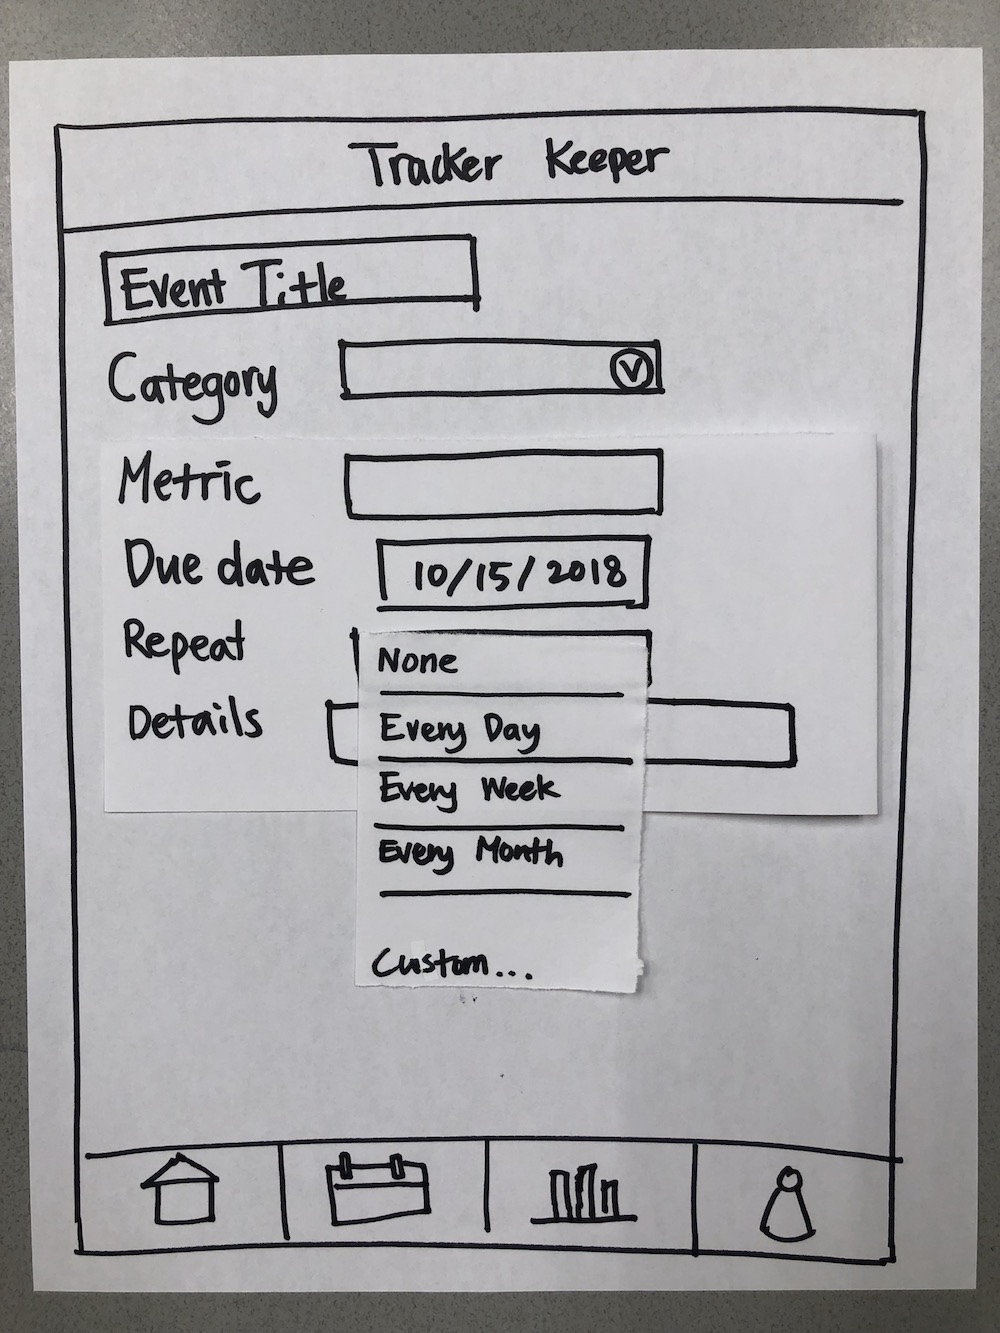 Tracker Keeper
Event Title
Category
Metric
Due date 10/15/2018
Repeat
None
Details
Every Day
Every Week
Every Month
Custom...